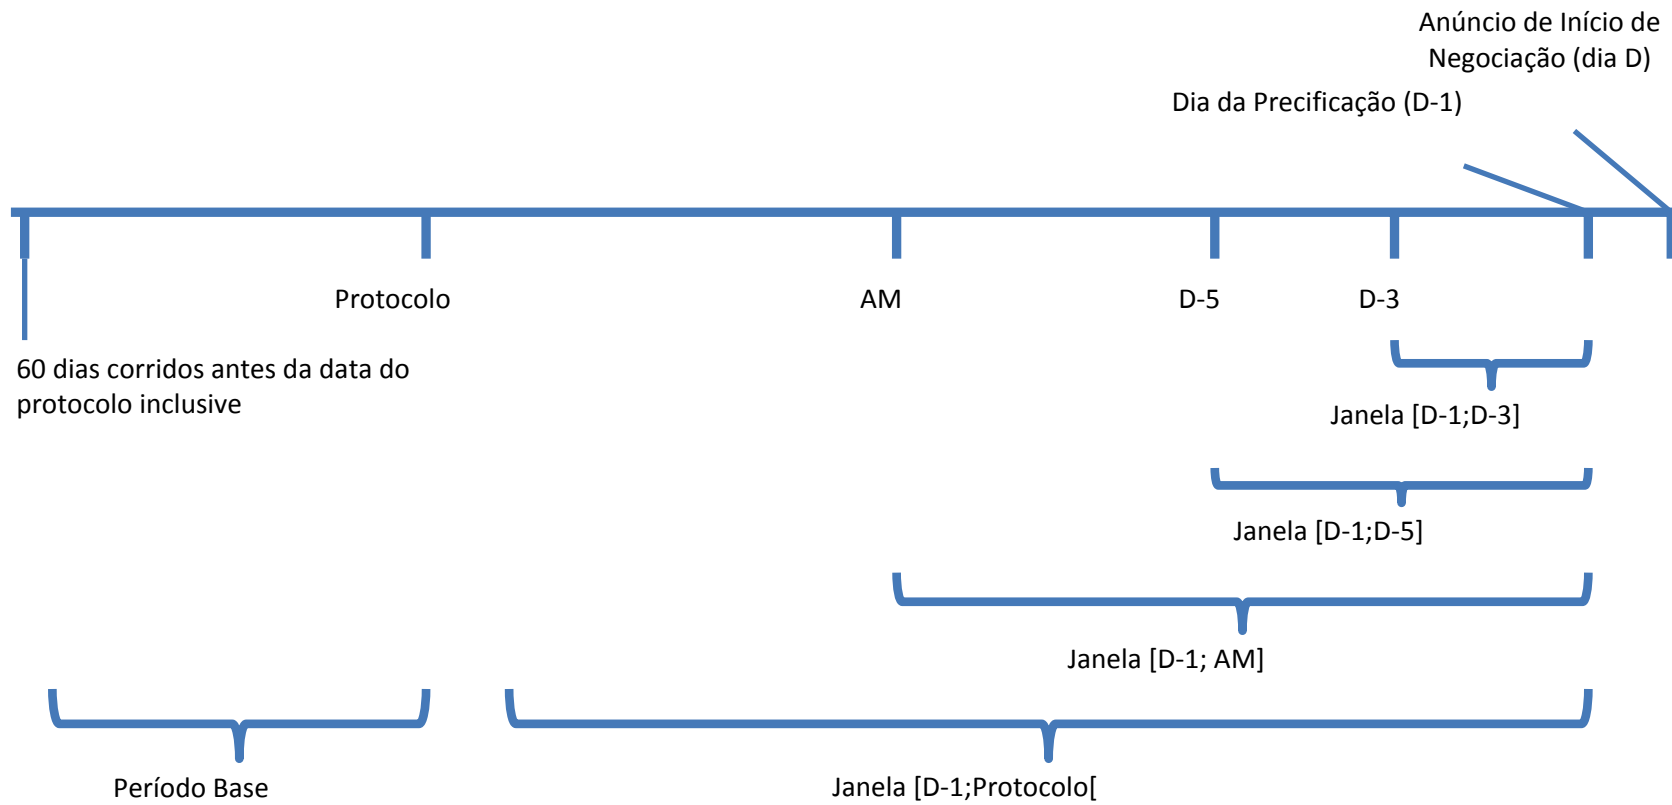 Anúncio de Início de
Negociação (dia D)
Dia da Precificação (D-1)
Protocolo
AM
D-5
D-3
60 dias corridos antes da data do
protocolo inclusive
Janela [D-1;D-3]
Janela [D-1;D-5]
Janela [D-1; AM]
Período Base
Janela [D-1;Protocolo[